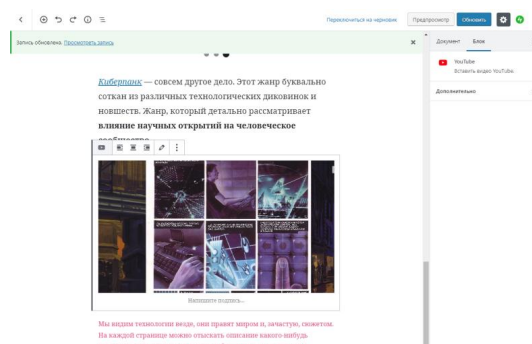 Переключиться на черновик
Предпросмотр
Обновить
Запись обновлена. Просмотреть запись
Документ
Блок
YouTube
Вставить видео YouTube.
Дополнительно
Киберпанк — совсем другое дело. Этот жанр буквально
соткан из различных технологических диковинок и
новшеств. Жанр, который детально рассматривает
влияние научных открытий на человеческое
Напишите подпись...
Мы видим технологии везде, они правят миром и, зачастую, сюжетом.
На каждой странице можно отыскать описание какого-нибудь